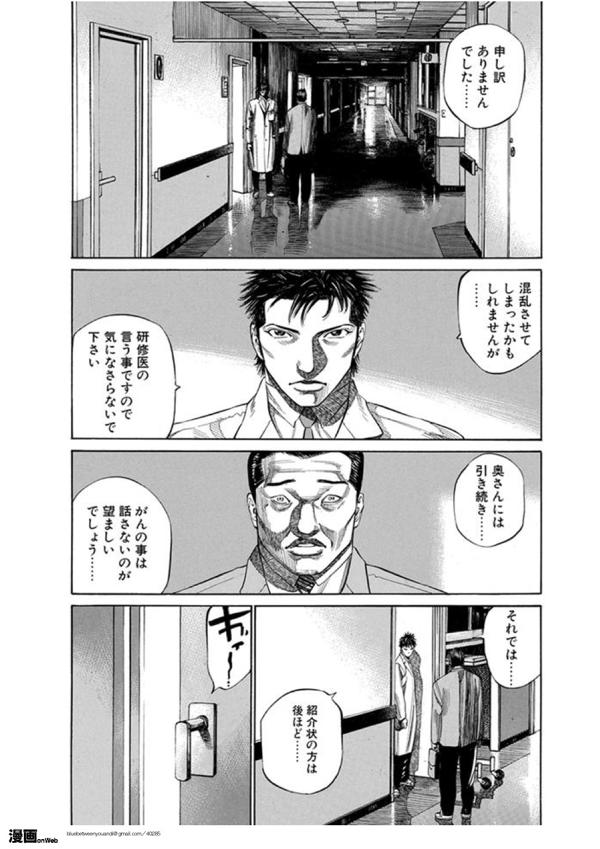 申し訳
ありません
でした……
混乱させて
しまったかも
しれませんが
……
研修医の
言う事ですので
気になさらないで
下さい
奥さんには
引き続き……
がんの事は
話さないのが
望ましい
でしょう……
それでは……
紹介状の方は
後ほど……
漫画onWeb
bluebetweenyouandi@gmail.com/40285